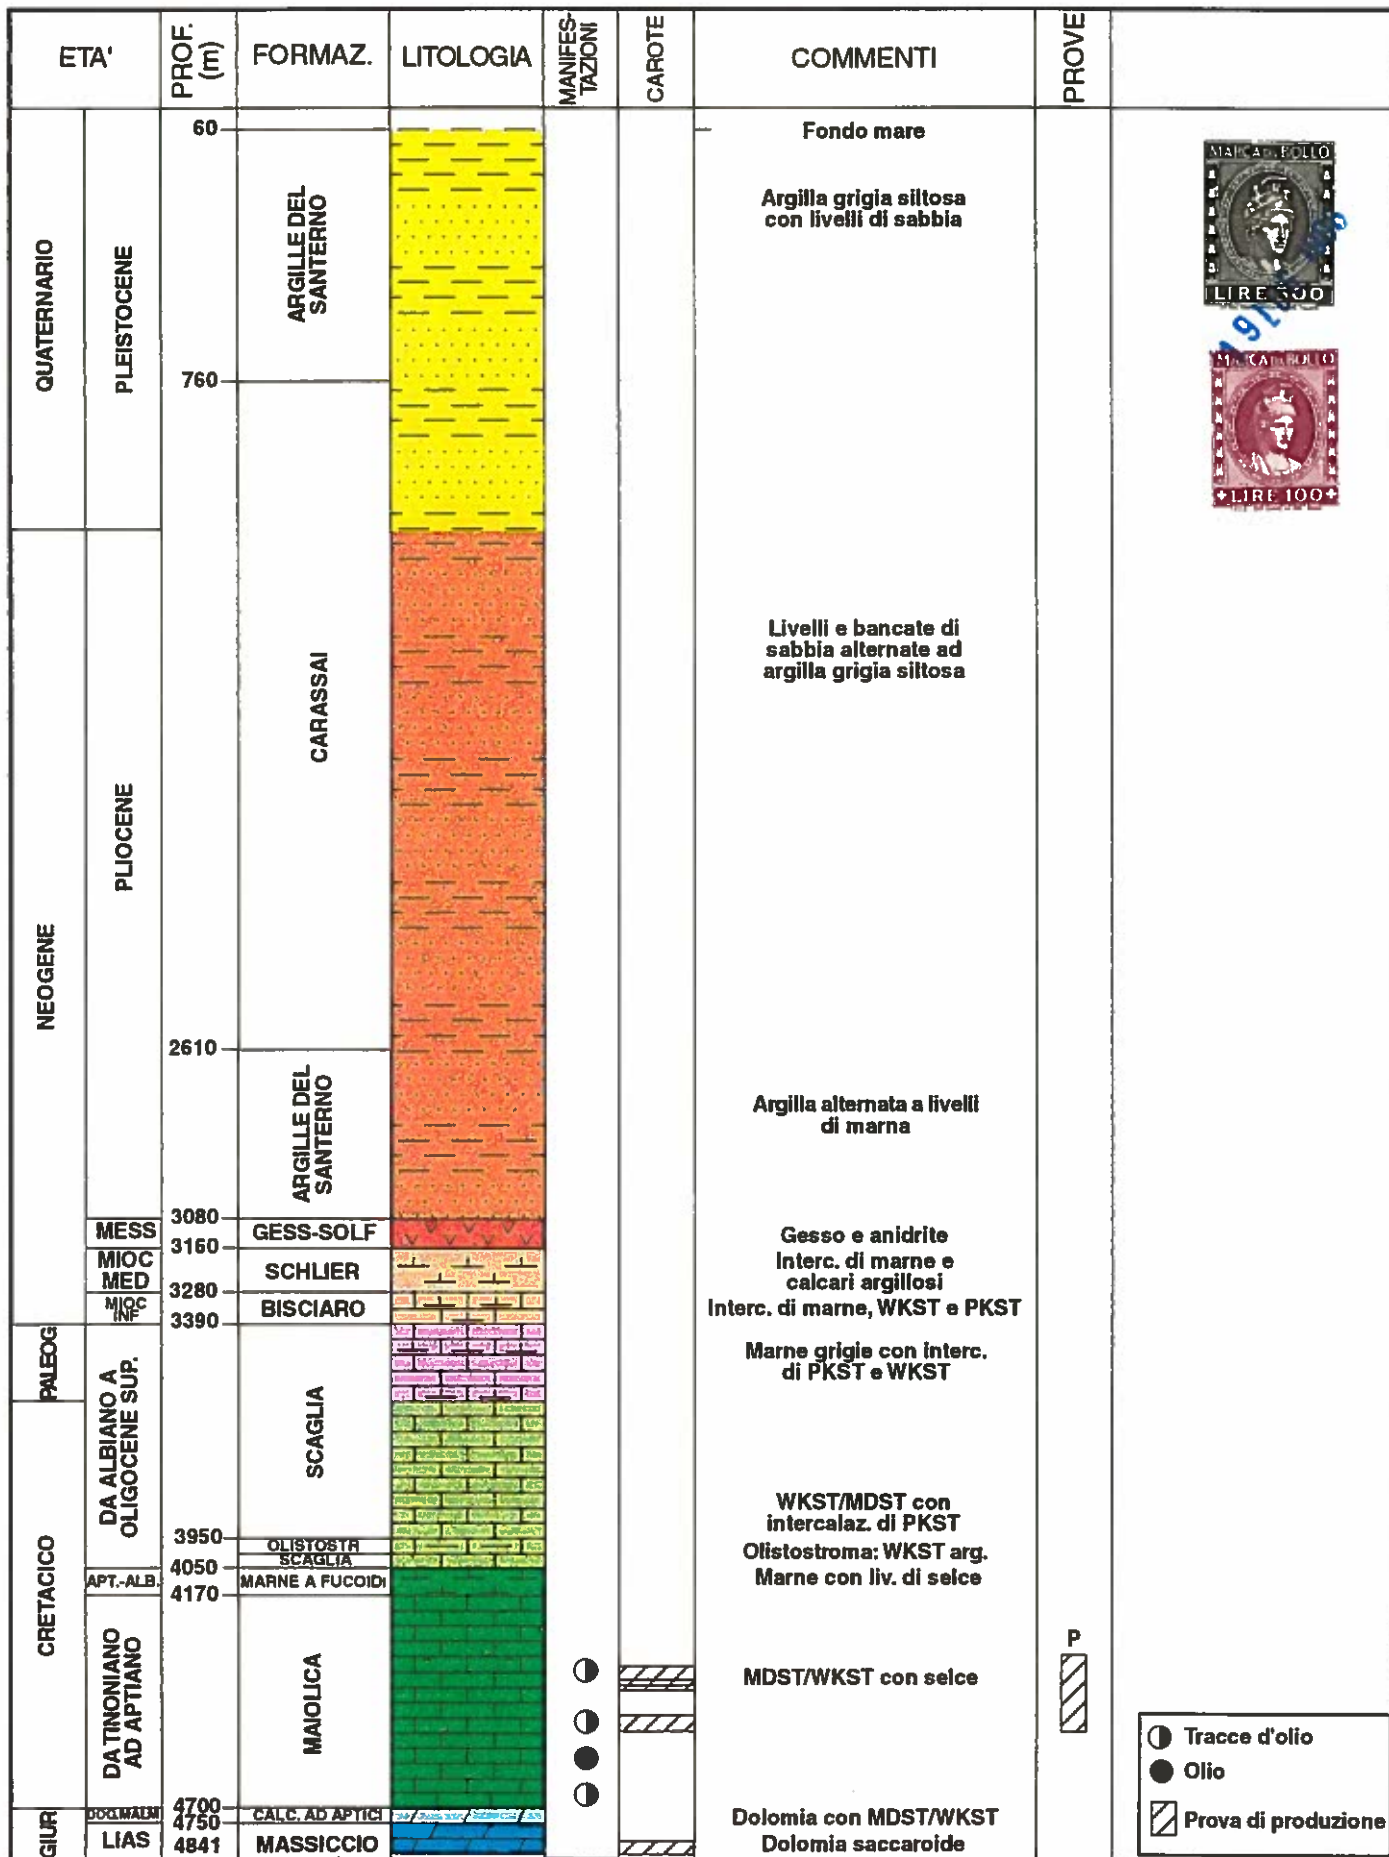 ETA'
PROF. (m)
FORMAZ.
LITOLOGIA
MANIFES-
TAZIONI
CAROTE
COMMENTI
PROVE
QUATERNARIO
NEOGENE
PALEOG
CRETACICO
GIUR
PLEISTOCENE
PLIOCENE
MESS
MIOC
MED
MIOC
INF
DA ALBIANO A
OLIGOCENE SUP.
APT.-ALB.
DA TINONIANO
AD APTIANO
DOG.MALM
LIAS
60
760
2610
3080
3160
3280
3390
3950
4050
4170
4700
4750
4841
ARGILLE DEL
SANTERNO
CARASSAI
ARGILLE DEL
SANTERNO
GESS-SOLF
SCHLIER
BISCIARO
SCAGLIA
OLISTOSTR
SCAGLIA
MARNE A FUCOIDI
MAIOLICA
CALC. AD APTICI
MASSICCIO
Fondo mare
Argilla grigia siltosa
con livelli di sabbia
Livelli e bancate di
sabbia alternate ad
argilla grigia siltosa
Argilla alternata a livelli
di marna
Gesso e anidrite
Interc. di marne e
calcari argillosi
Interc. di marne, WKST e PKST
Marne grigie con interc.
di PKST e WKST
WKST/MDST con
intercalaz. di PKST
Olistostroma: WKST arg.
Marne con liv. di selce
MDST/WKST con selce
Dolomia con MDST/WKST
Dolomia saccaroide
P
MARCA DA BOLLO
LIRE 500
MARCA DA BOLLO
LIRE 100
Tracce d'olio
Olio
Prova di produzione